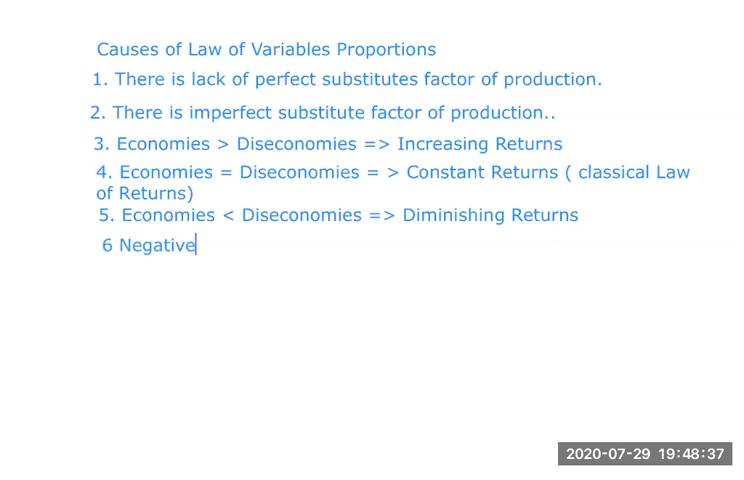 Causes of Law of Variables Proportions
1. There is lack of perfect substitutes factor of production.
2. There is imperfect substitute factor of production..
3. Economies > Diseconomies => Increasing Returns
4. Economies = Diseconomies = > Constant Returns ( classical Law
of Returns)
5. Economies < Diseconomies => Diminishing Returns
6 Negative
2020-07-29 19:48:37